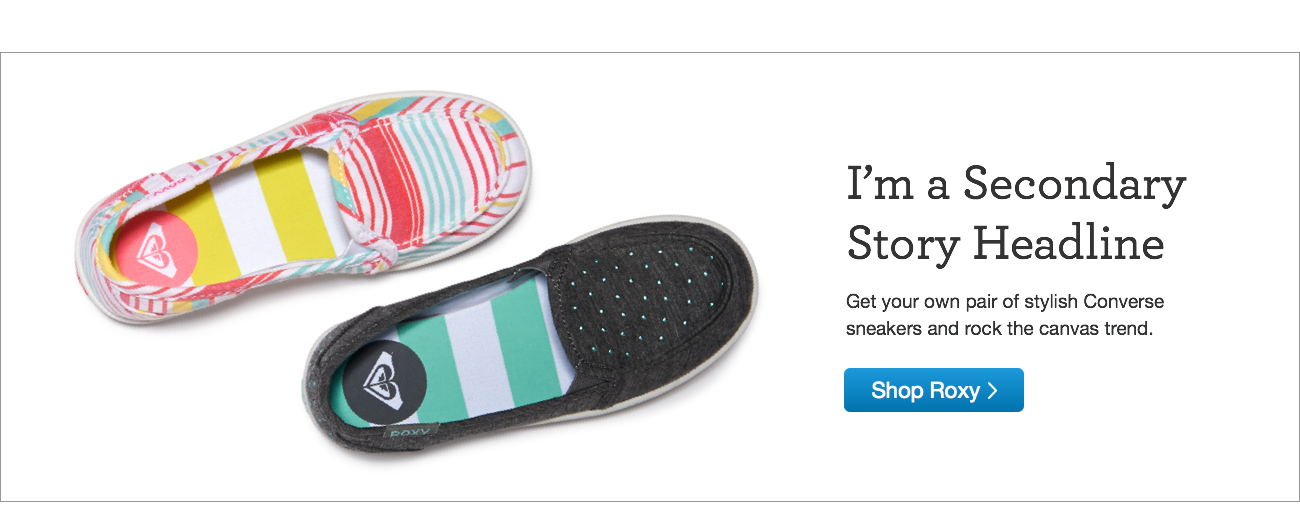 I’m a Secondary
Story Headline
Get your own pair of stylish Converse
sneakers and rock the canvas trend.
Shop Roxy
ROXY